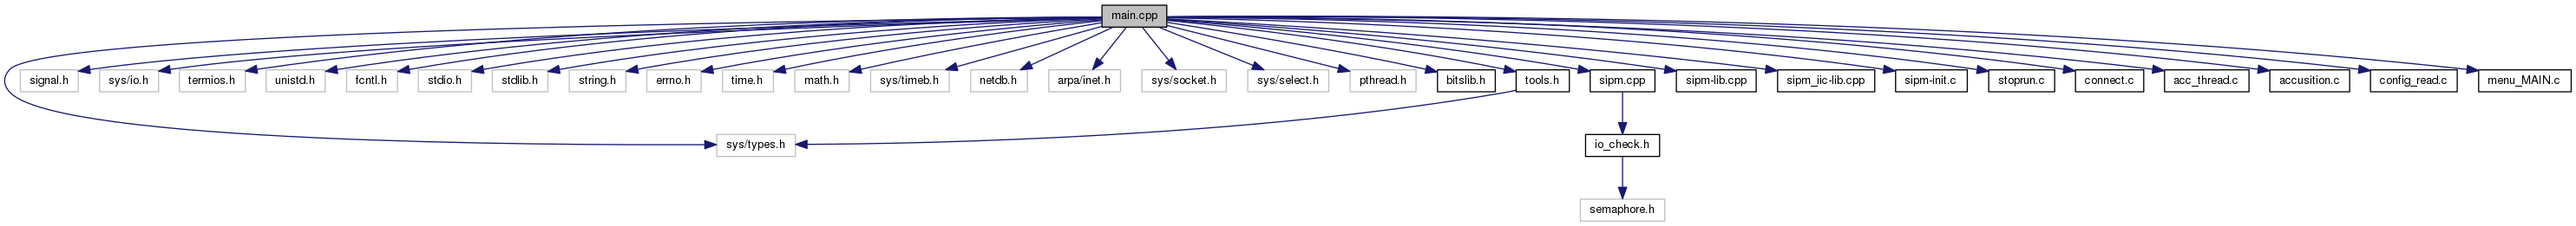 main.cpp
signal.h
sys/io.h
termios.h
unistd.h
fcntl.h
stdio.h
stdlib.h
string.h
errno.h
time.h
math.h
sys/timeb.h
netdb.h
arpa/inet.h
sys/socket.h
sys/select.h
pthread.h
bitslib.h
tools.h
sipm.cpp
sipm-lib.cpp
sipm_iic-lib.cpp
sipm-init.c
stoprun.c
connect.c
acc_thread.c
accusition.c
config_read.c
menu_MAIN.c
sys/types.h
io_check.h
semaphore.h